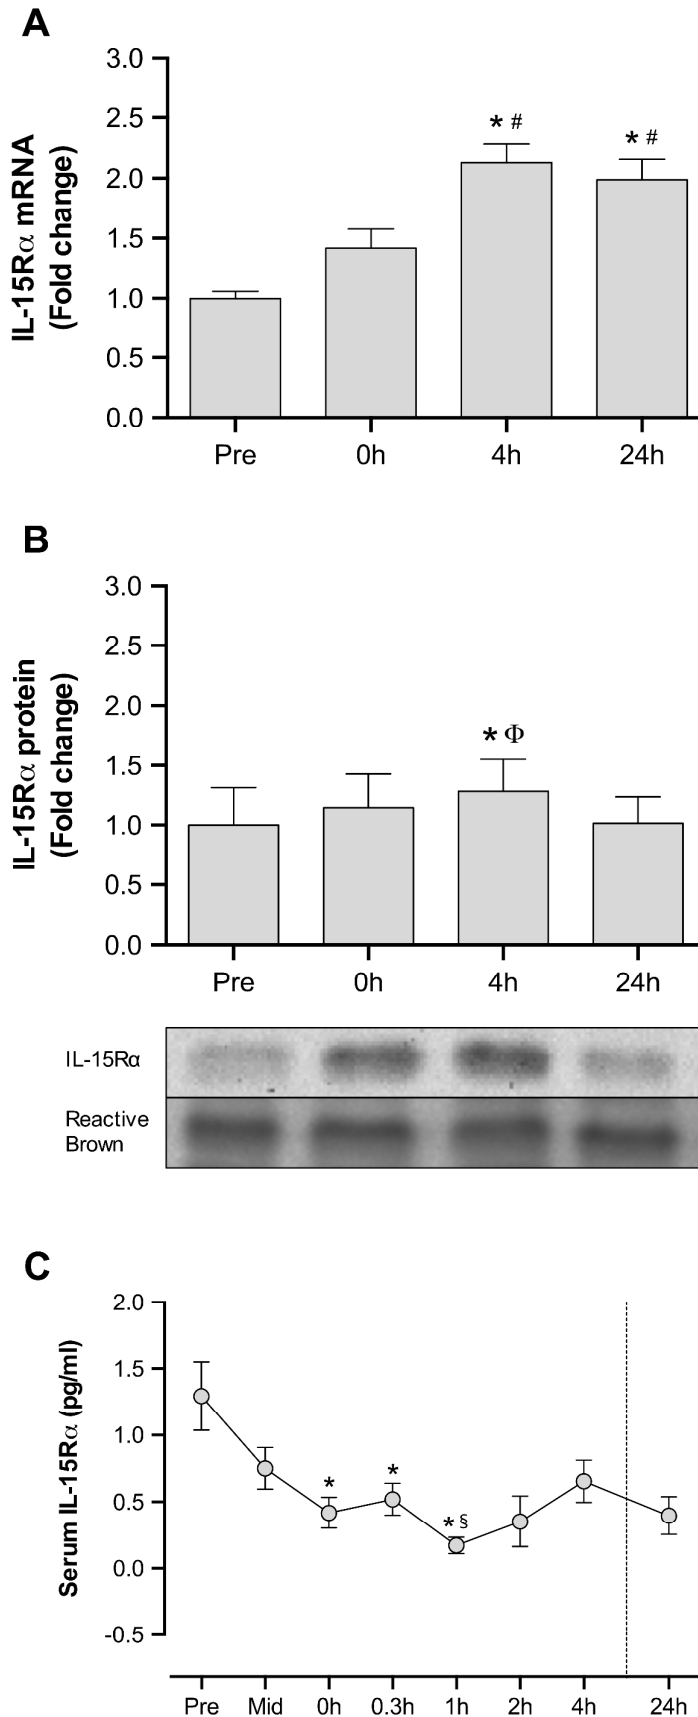 A
IL-15Rα mRNA
(Fold change)
3.0
2.5
2.0
1.5
1.0
0.5
0.0
* #
* #
Pre 0h 4h 24h
B
IL-15Rα protein
(Fold change)
3.0
2.5
2.0
1.5
1.0
0.5
0.0
* Φ
Pre 0h 4h 24h
IL-15Rα
Reactive
Brown
C
Serum IL-15Rα (pg/ml)
2.0
1.5
1.0
0.5
0.0
-0.5
*
*
* §
Pre Mid 0h 0.3h 1h 2h 4h 24h